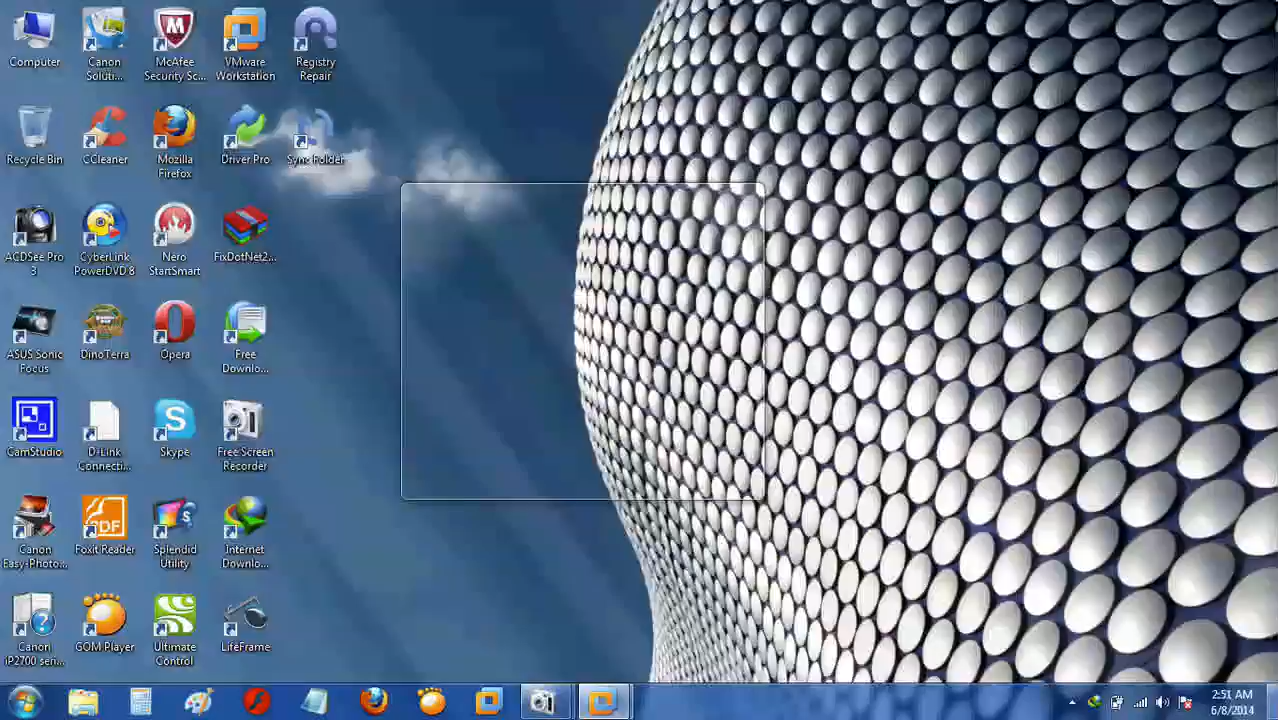 Computer
Canon
Soluti...
McAfee
Security Sc...
VMware
Workstation
Registry
Repair
Recycle Bin
CCleaner
Mozilla
Firefox
Driver Pro
Sync Folder
ACDSee Pro
3
CyberLink
PowerDVD 8
Nero
StartSmart
FixDotNet2...
ASUS Sonic
Focus
DinoTerra
Opera
Free
Downlo...
CamStudio
D-Link
Connecti...
Skype
Free Screen
Recorder
Canon
Easy-Photo...
PDF
Foxit Reader
Splendid
Utility
Internet
Downlo...
Canon
iP2700 seri...
GOM Player
Ultimate
Control
LifeFrame
2:51 AM
6/8/2014